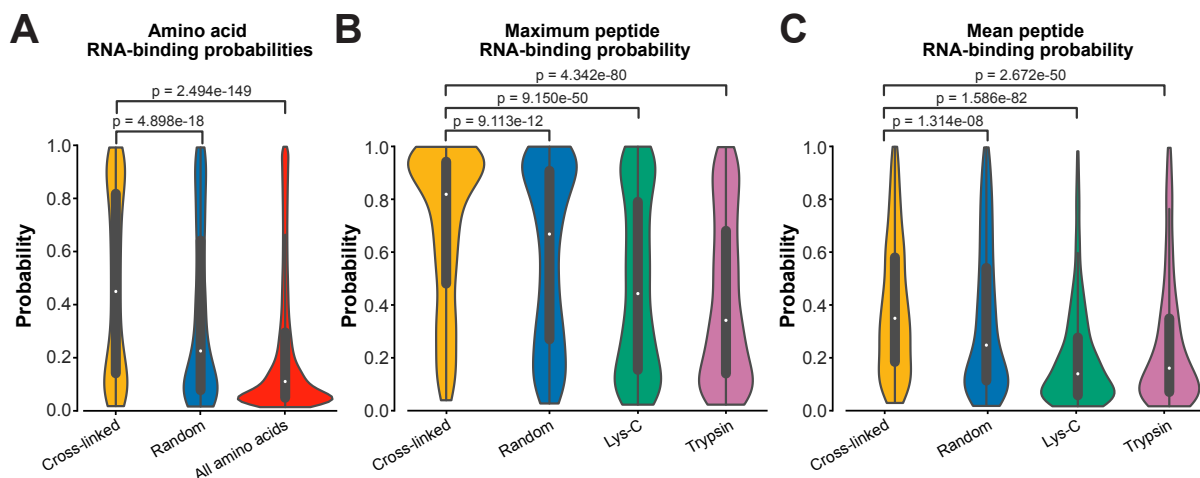 A
Amino acid
RNA-binding probabilities
p = 2.494e-149
p = 4.898e-18
1.0
0.8
0.6
0.4
0.2
0.0
Probability
Cross-linked
Random
All amino acids
B
Maximum peptide
RNA-binding probability
p = 4.342e-80
p = 9.150e-50
p = 9.113e-12
1.0
0.8
0.6
0.4
0.2
0.0
Probability
Cross-linked
Random
Lys-C
Trypsin
C
Mean peptide
RNA-binding probability
p = 2.672e-50
p = 1.586e-82
p = 1.314e-08
1.0
0.8
0.6
0.4
0.2
0.0
Probability
Cross-linked
Random
Lys-C
Trypsin